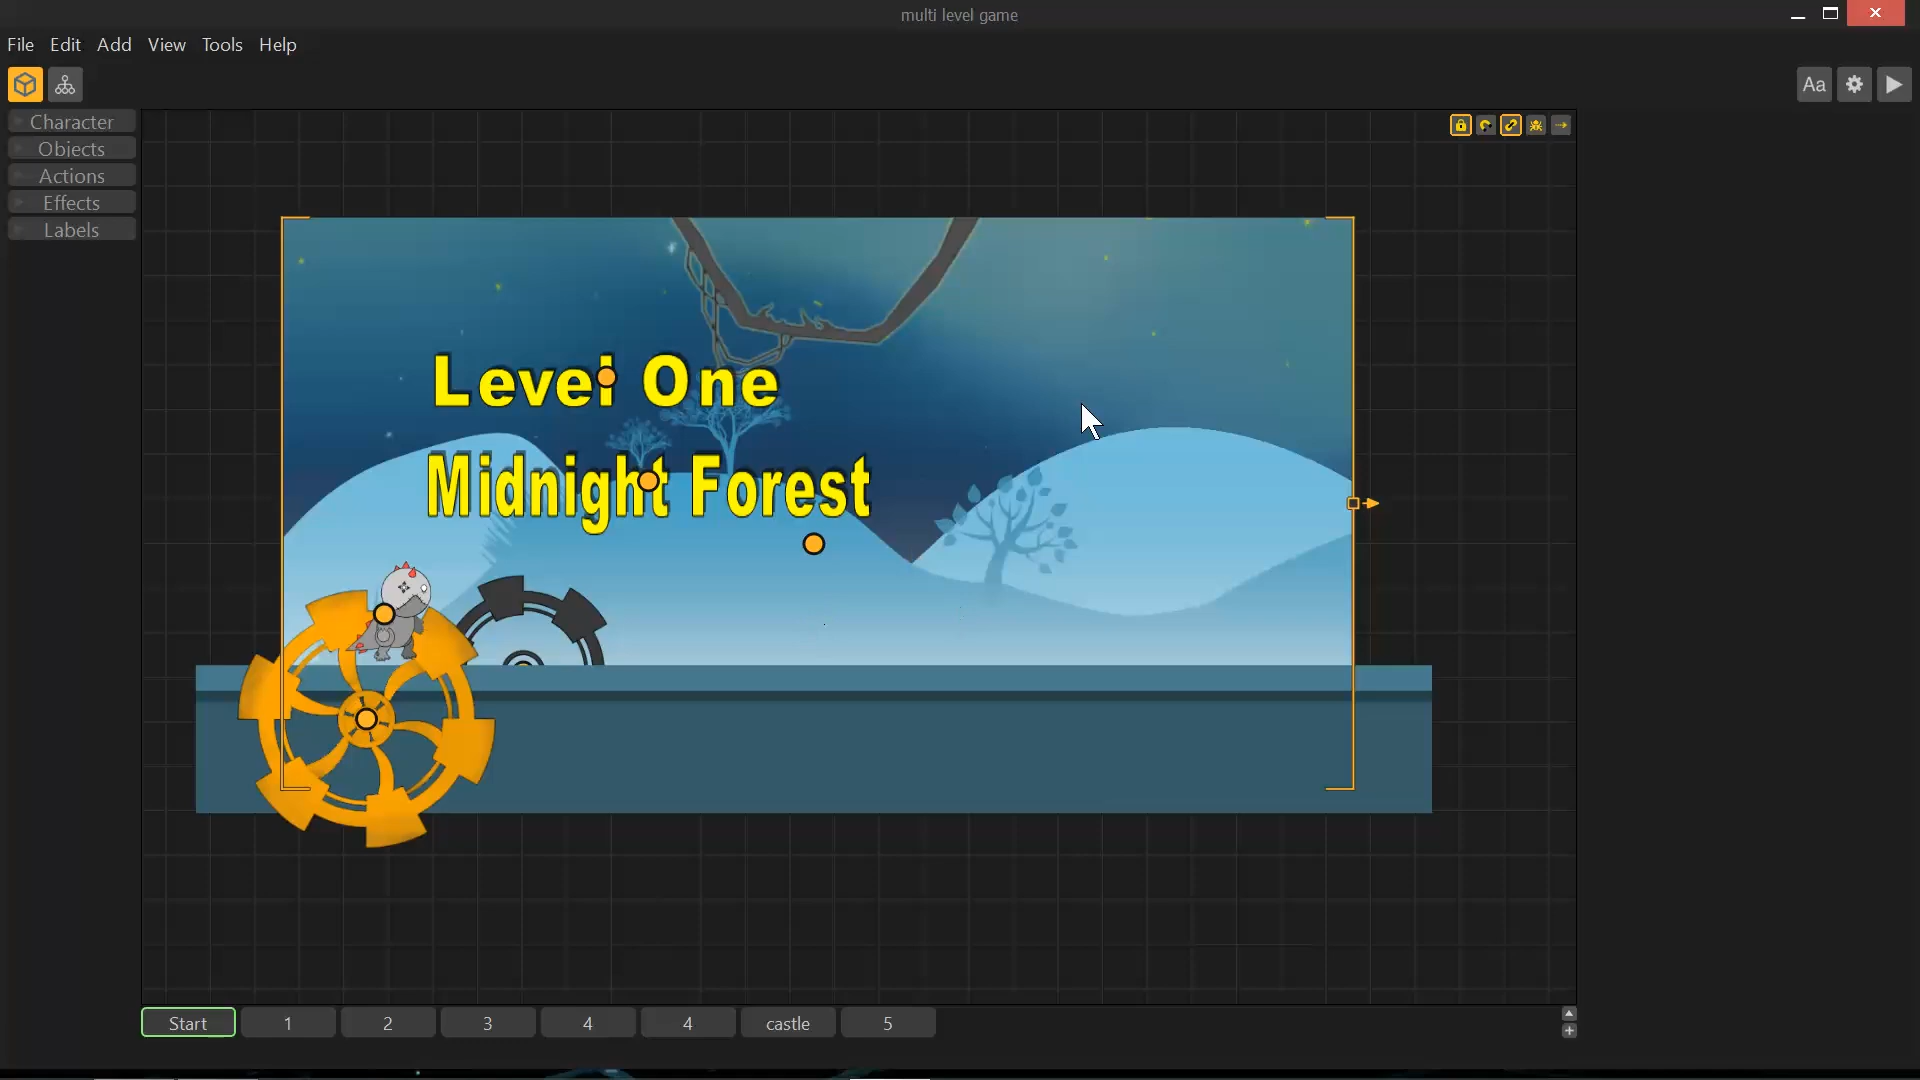 multi level game
File Edit Add View Tools Help
Aa
Character
Objects
Actions
Effects
Labels
Level One
Midnight Forest
Start 1 2 3 4 4 castle 5